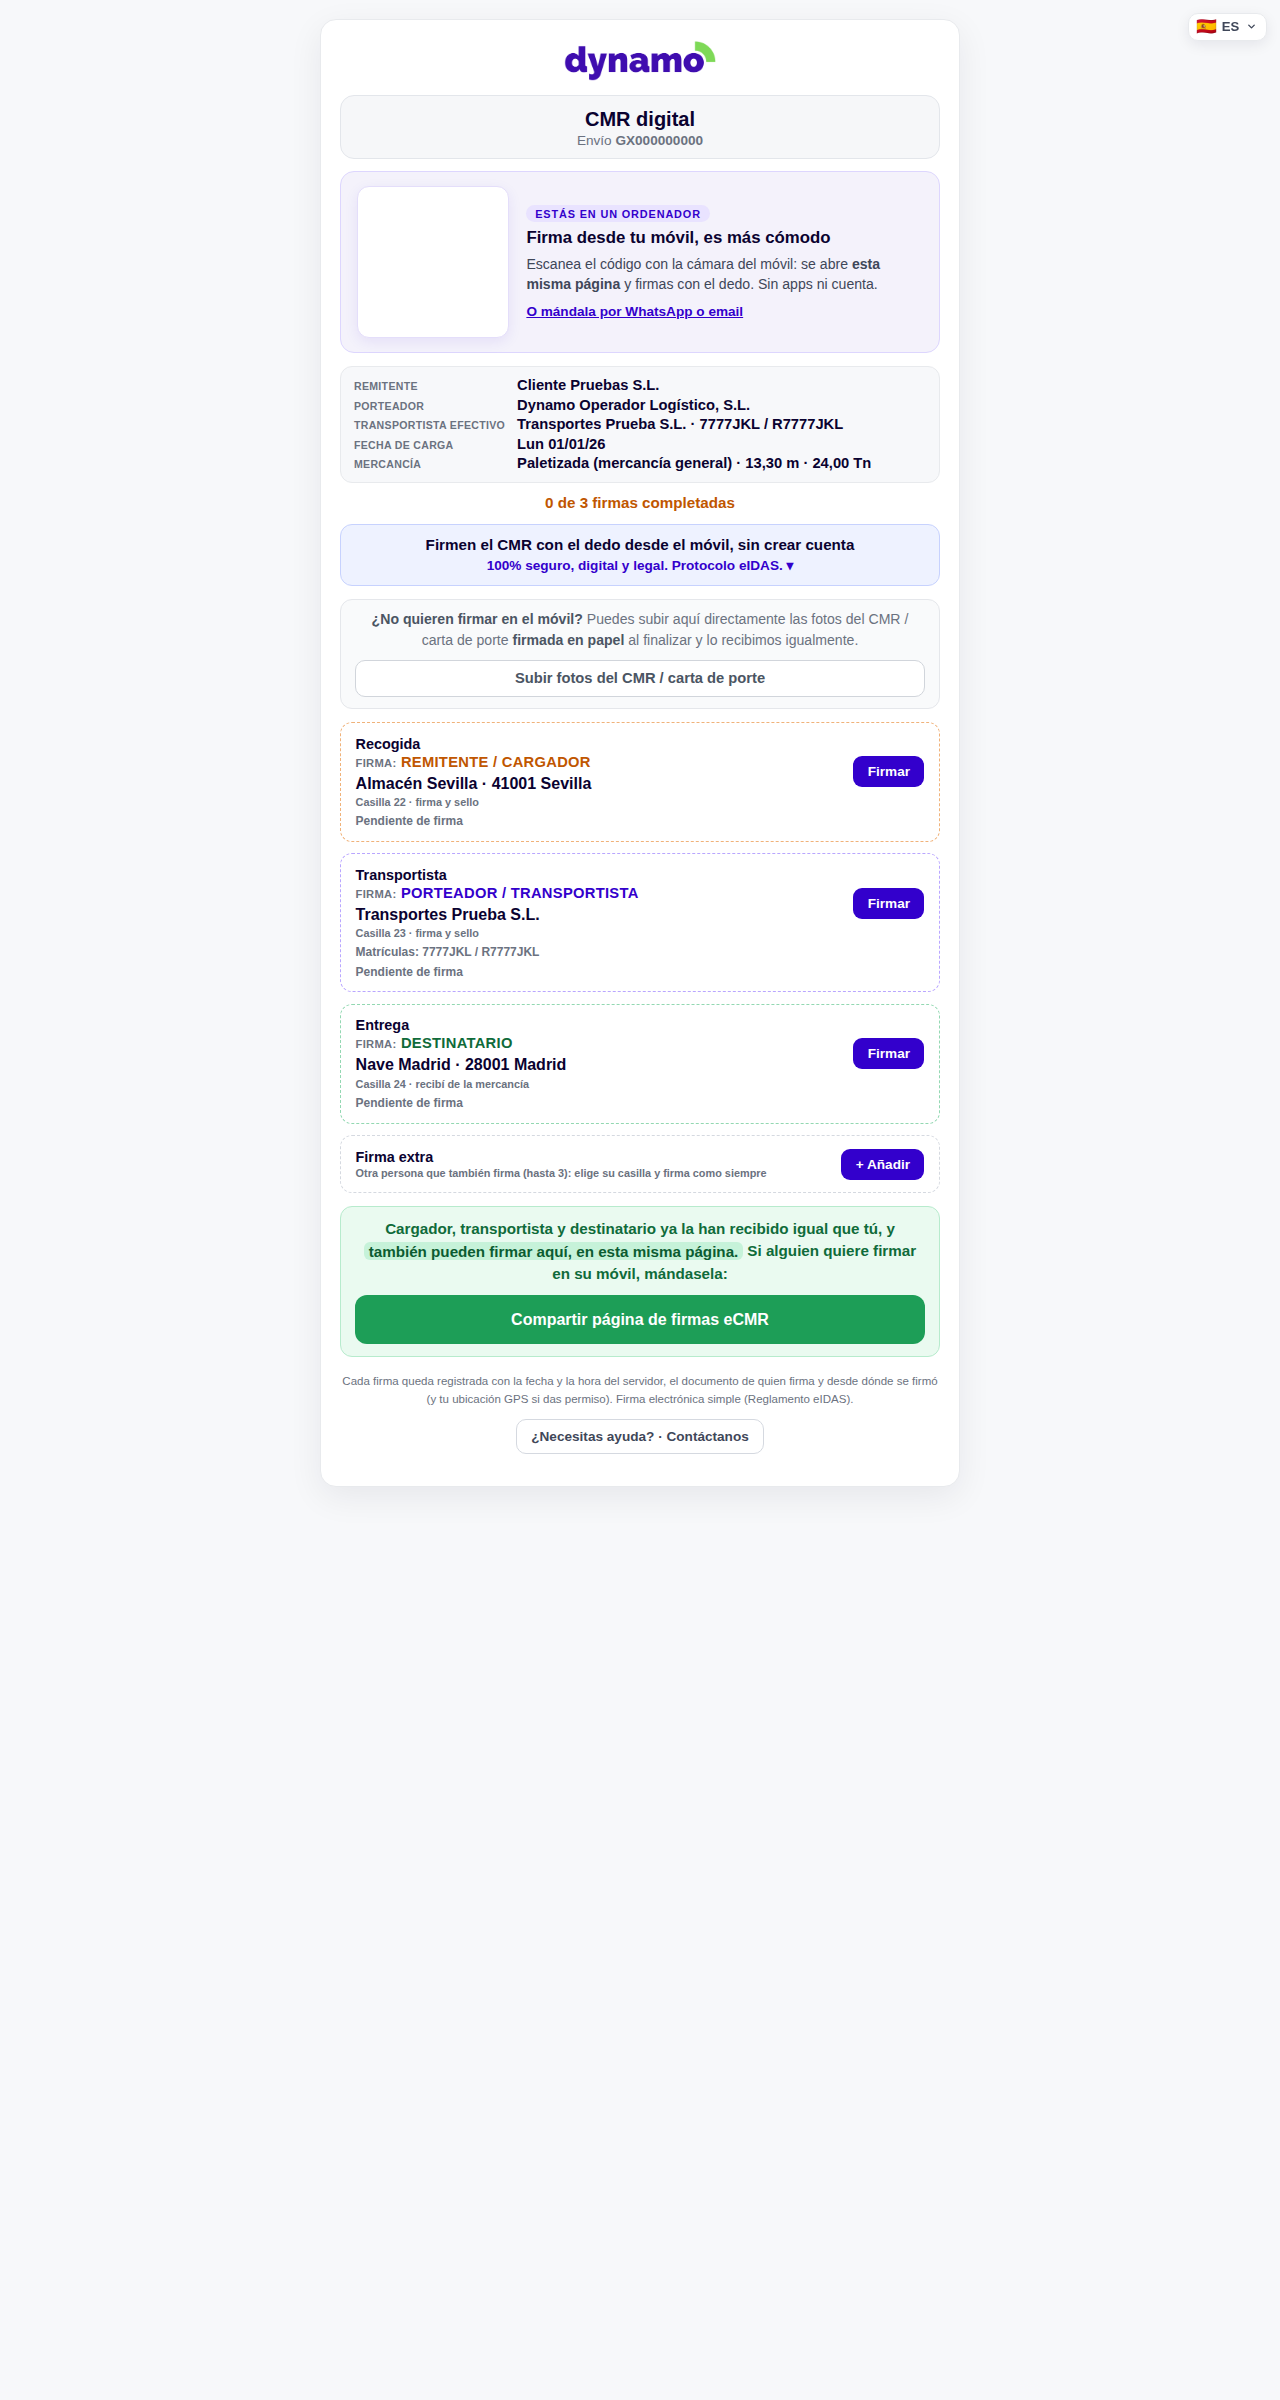 ES
dynamo
CMR digital
Envío GX000000000
ESTÁS EN UN ORDENADOR
Firma desde tu móvil, es más cómodo
Escanea el código con la cámara del móvil: se abre esta
misma página y firmas con el dedo. Sin apps ni cuenta.
O mándala por WhatsApp o email
REMITENTE Cliente Pruebas S.L.
PORTEADOR Dynamo Operador Logístico, S.L.
TRANSPORTISTA EFECTIVO Transportes Prueba S.L. · 7777JKL / R7777JKL
FECHA DE CARGA Lun 01/01/26
MERCANCÍA Paletizada (mercancía general) · 13,30 m · 24,00 Tn
0 de 3 firmas completadas
Firmen el CMR con el dedo desde el móvil, sin crear cuenta
100% seguro, digital y legal. Protocolo eIDAS. ▾
¿No quieren firmar en el móvil? Puedes subir aquí directamente las fotos del CMR /
carta de porte firmada en papel al finalizar y lo recibimos igualmente.
Subir fotos del CMR / carta de porte
Recogida
FIRMA: REMITENTE / CARGADOR
Almacén Sevilla · 41001 Sevilla
Casilla 22 · firma y sello
Pendiente de firma
Firmar
Transportista
FIRMA: PORTEADOR / TRANSPORTISTA
Transportes Prueba S.L.
Casilla 23 · firma y sello
Matrículas: 7777JKL / R7777JKL
Pendiente de firma
Firmar
Entrega
FIRMA: DESTINATARIO
Nave Madrid · 28001 Madrid
Casilla 24 · recibí de la mercancía
Pendiente de firma
Firmar
Firma extra
Otra persona que también firma (hasta 3): elige su casilla y firma como siempre
+ Añadir
Cargador, transportista y destinatario ya la han recibido igual que tú, y
también pueden firmar aquí, en esta misma página. Si alguien quiere firmar
en su móvil, mándasela:
Compartir página de firmas eCMR
Cada firma queda registrada con la fecha y la hora del servidor, el documento de quien firma y desde dónde se firmó
(y tu ubicación GPS si das permiso). Firma electrónica simple (Reglamento eIDAS).
¿Necesitas ayuda? · Contáctanos